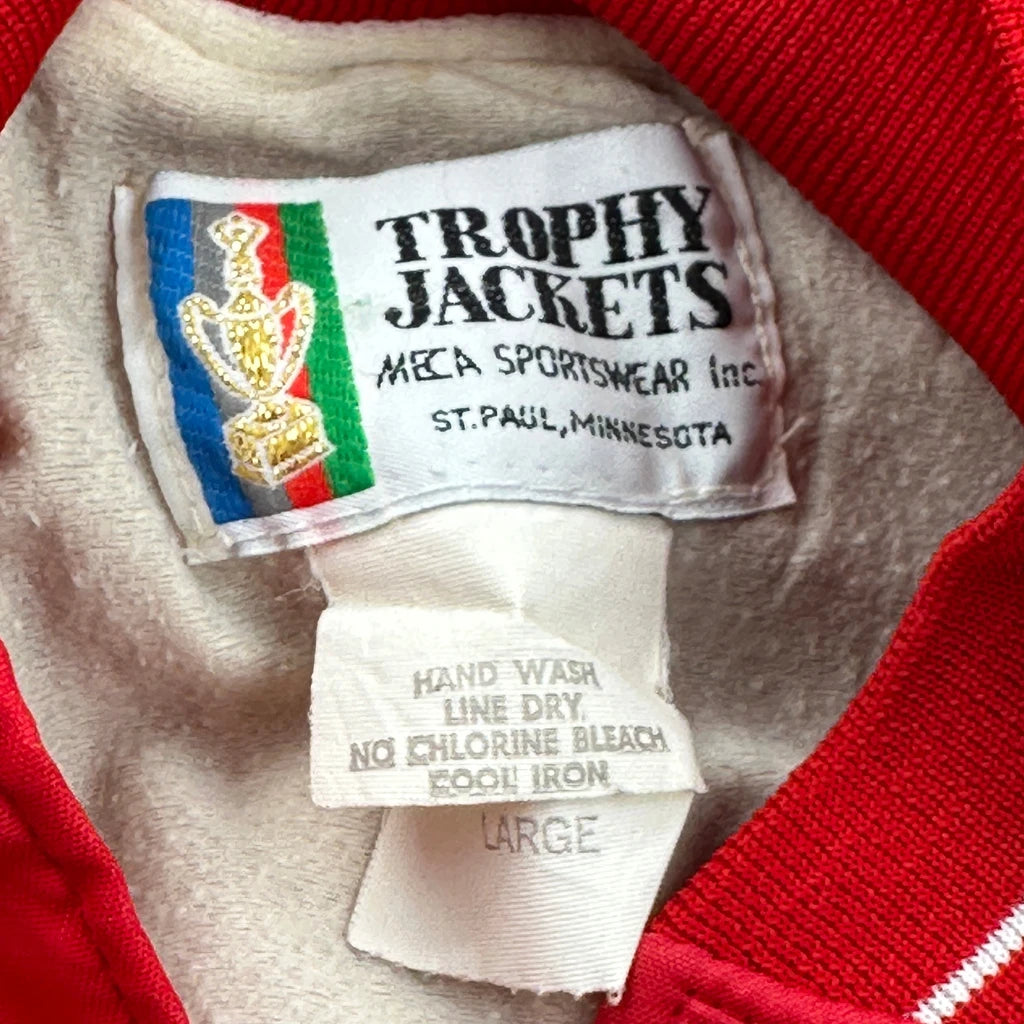 TROPHY
JACKETS
MECA SPORTSWEAR Inc.
ST. PAUL, MINNESOTA
HAND WASH
LINE DRY
NO CHLORINE BLEACH
COOL IRON
LARGE